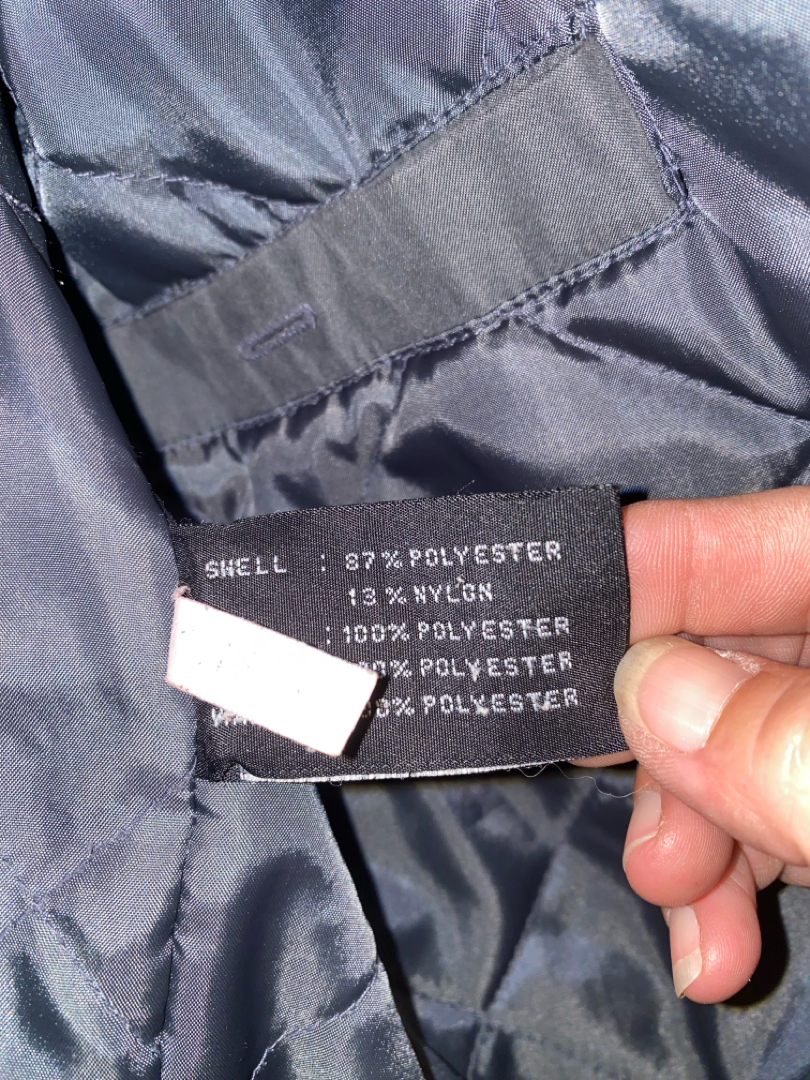 SHELL : 87% POLYESTER
13% NYLON
: 100% POLYESTER
POLYESTER
POLYESTER